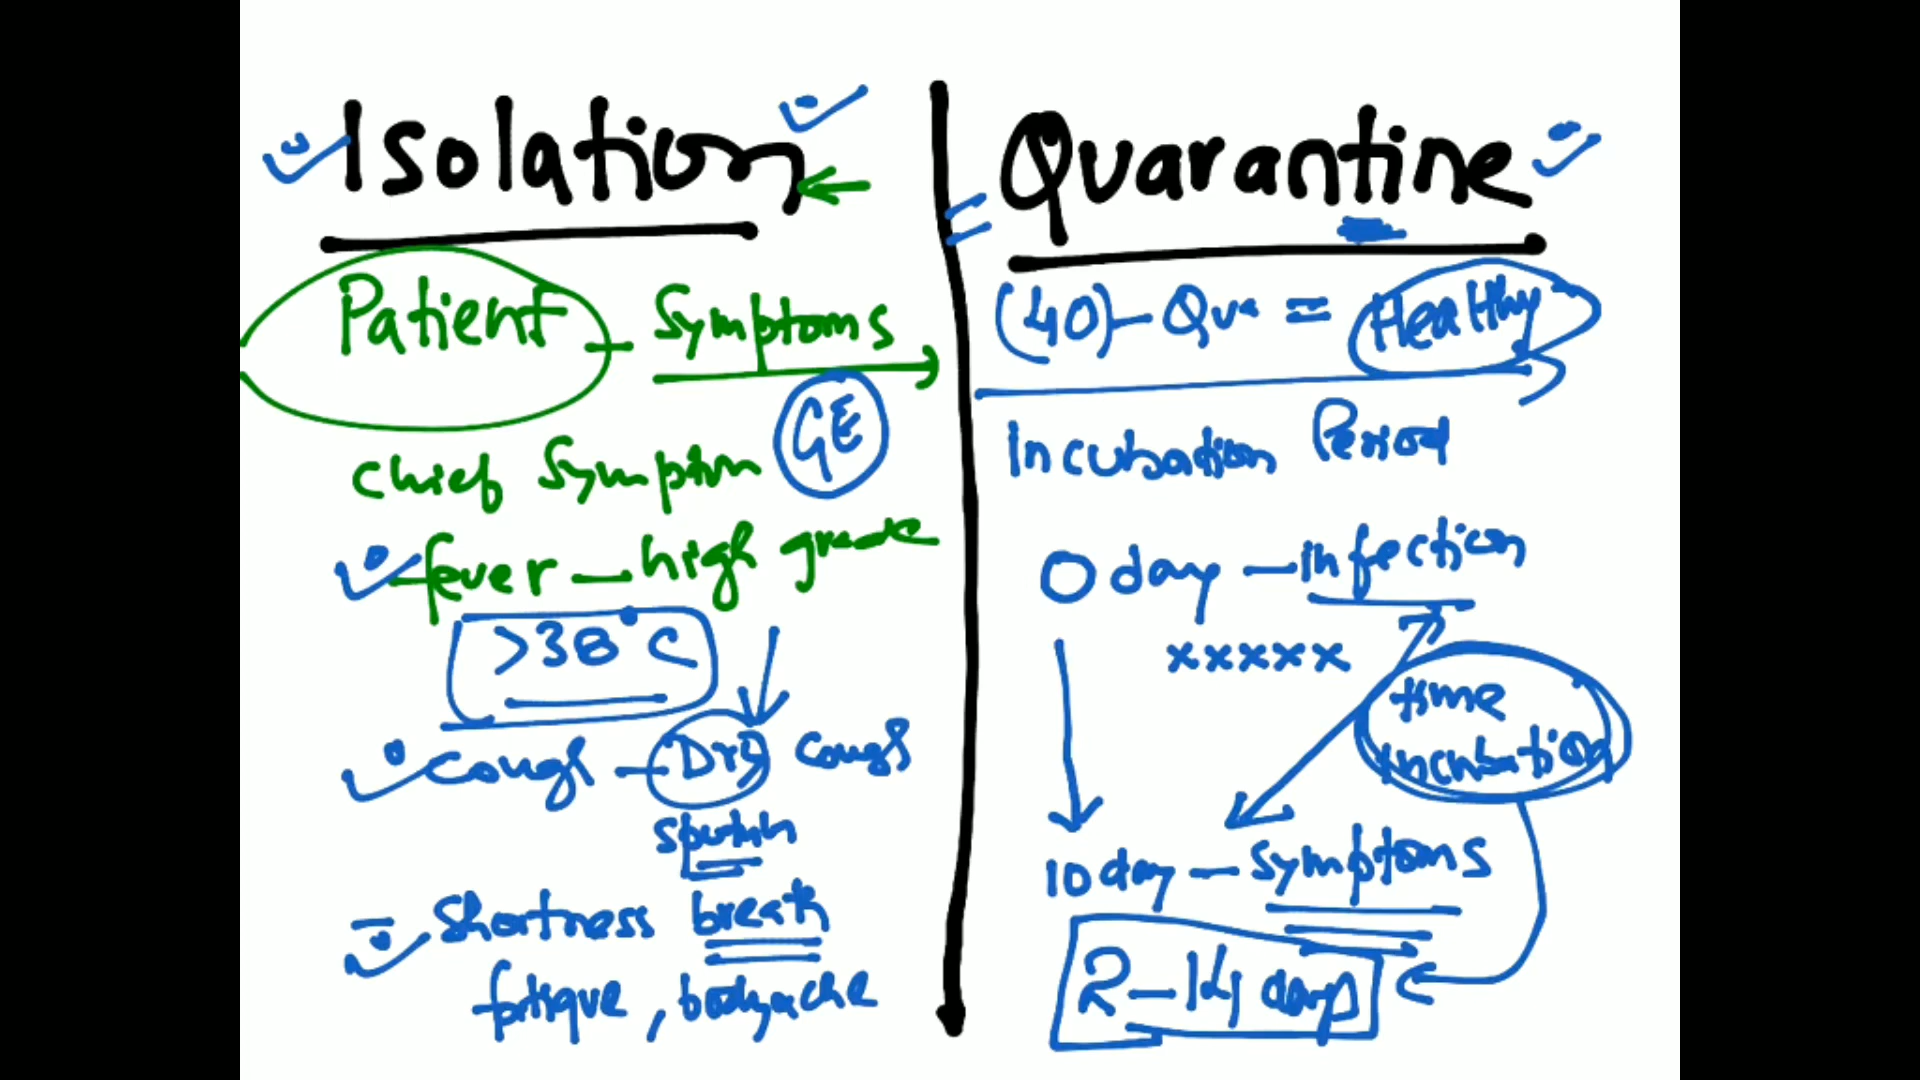 Isolation
Patient - Symptoms
chief Symptom GE
fever - high grade
>38°C
cough - Dry cough
Sputum
Shortness breath
fatique, bodyache
Quarantine
(40) - Qua = Healthy
Incubation Period
0 day - infection
xxxxx
time
incubation
10 day - Symptoms
2-14 days